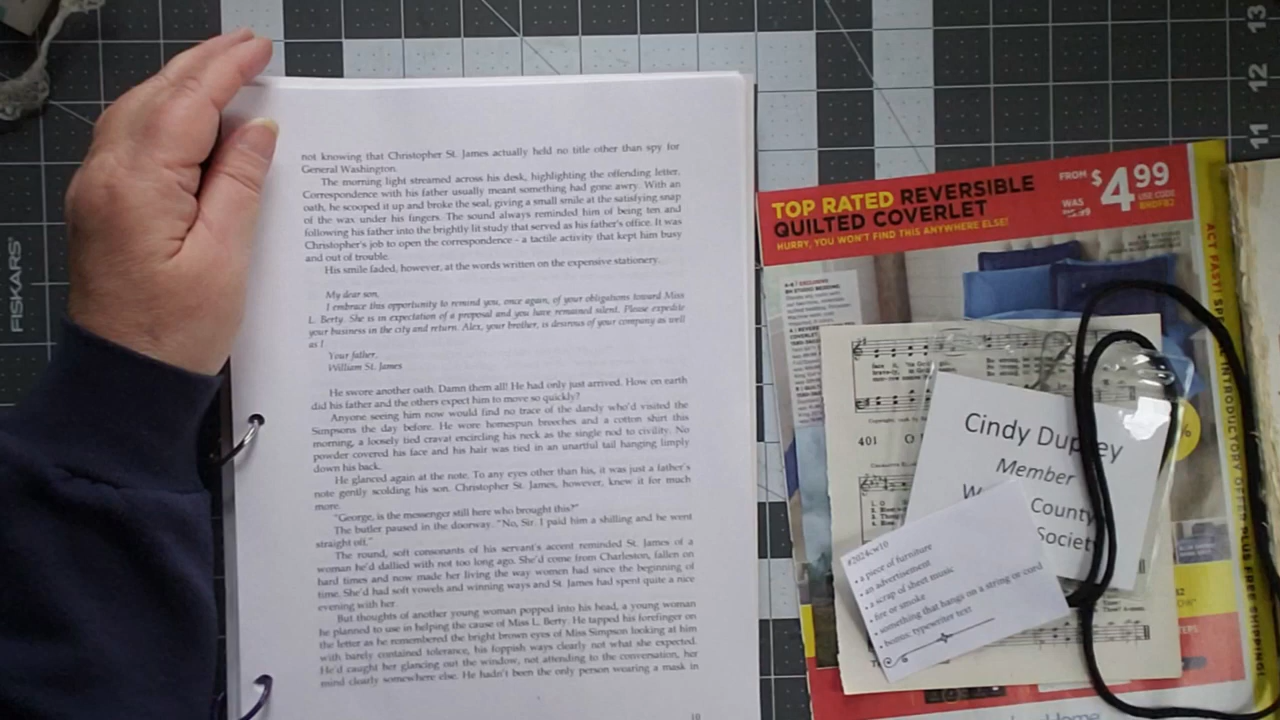 not knowing that Christopher St. James actually held no title other than spy for
General Washington.
The morning light streamed across his desk, highlighting the offending letter.
Correspondence with his father usually meant something had gone awry. With an
oath, he scooped it up and broke the seal, giving a small smile at the satisfying snap
of the wax under his fingers. The sound always reminded him of being ten and
following his father into the brightly lit study that served as his father's office. It was
Christopher's job to open the correspondence - a tactile activity that kept him busy
and out of trouble.
His smile faded, however, at the words written on the expensive stationery.
My dear son,
I embrace this opportunity to remind you, once again, of your obligations toward Miss
L. Berty. She is in expectation of a proposal and you have remained silent. Please expedite
your business in the city and return. Alex, your brother, is desirous of your company as well
as I
Your father,
William St. James
He swore another oath. Damn them all! He had only just arrived. How on earth
did his father and the others expect him to move so quickly?
Anyone seeing him now would find no trace of the dandy who'd visited the
Simpsons the day before. He wore homespun breeches and a cotton shirt this
morning, a loosely tied cravat encircling his neck as the single nod to civility. No
powder covered his face and his hair was tied in an unartful tail hanging limply
down his back.
He glanced again at the note. To any eyes other than his, it was just a father's
note gently scolding his son. Christopher St. James, however, knew it for much
more.
"George, is the messenger still here who brought this?"
The butler paused in the doorway. "No, Sir. I paid him a shilling and he went
straight off."
The round, soft consonants of his servant's accent reminded St. James of a
woman he'd dallied with not too long ago. She'd come from Charleston, fallen on
hard times and now made her living the way women had since the beginning of
time. She'd had soft vowels and winning ways and St. James had spent quite a nice
evening with her.
But thoughts of another young woman popped into his head, a young woman
he planned to use in helping the cause of Miss L. Berty. He tapped his forefinger on
the letter as he remembered the bright brown eyes of Miss Simpson looking at him
with barely contained tolerance, his foppish ways clearly not what she expected.
He'd caught her glancing out the window, not attending to the conversation, her
mind clearly somewhere else. He hadn't been the only person wearing a mask in
10
FISKARS
13
12
11
TOP RATED REVERSIBLE
QUILTED COVERLET
HURRY, YOU WON'T FIND THIS ANYWHERE ELSE!
FROM
$4.99
WAS
USE CODE
ACT FAST! INTRODUCTORY OFFER PLUS FREE SHIPPING!
401
Cindy
Member
County
Society
#2024cw10
• a piece of furniture
• an advertisement
• a scrap of sheet music
• fire or smoke
• something that hangs on a string or cord
• bonus: typewriter text